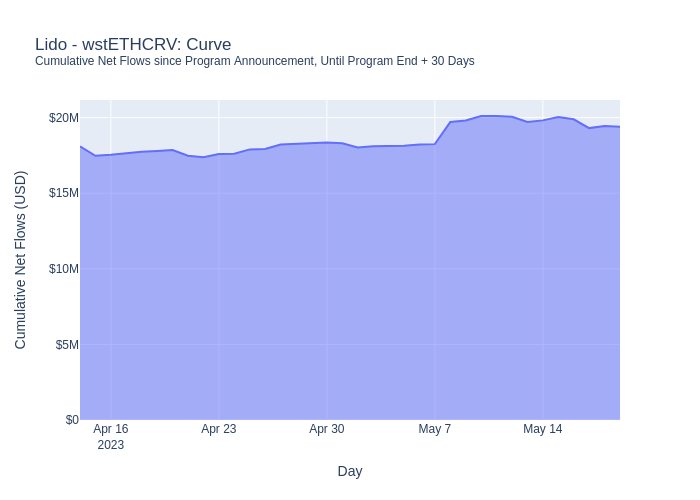 Lido - wstETHCRV: Curve
Cumulative Net Flows since Program Announcement, Until Program End + 30 Days
Cumulative Net Flows (USD)
$20M
$15M
$10M
$5M
$0
Apr 16
2023
Apr 23
Apr 30
May 7
May 14
Day